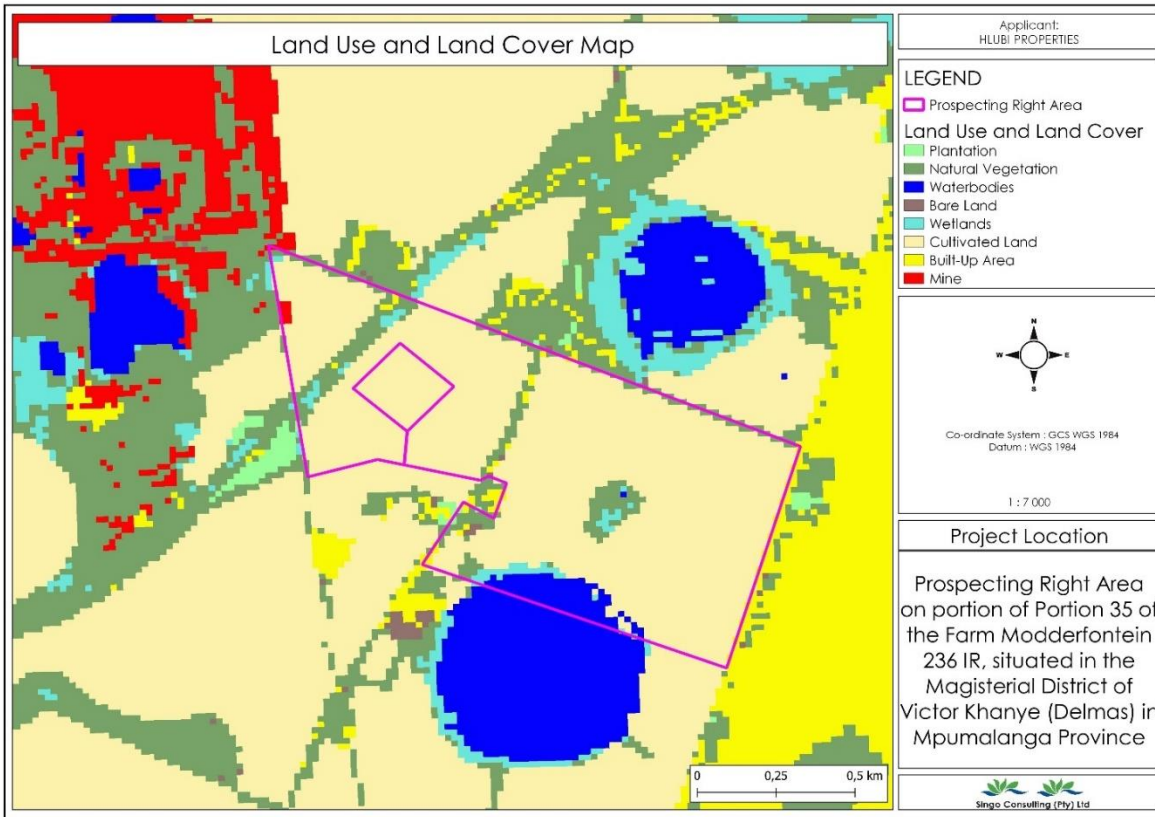 Land Use and Land Cover Map
Applicant:
HLUBI PROPERTIES
LEGEND
Prospecting Right Area
Land Use and Land Cover
Plantation
Natural Vegetation
Waterbodies
Bare Land
Wetlands
Cultivated Land
Built-Up Area
Mine
N
W E
S
Co-ordinate System : GCS WGS 1984
Datum : WGS 1984
1 : 7 000
Project Location
Prospecting Right Area
on portion of Portion 35 of
the Farm Modderfontein
236 IR, situated in the
Magisterial District of
Victor Khanye (Delmas) in
Mpumalanga Province
0 0,25 0,5 km
Singo Consulting (Pty) Ltd